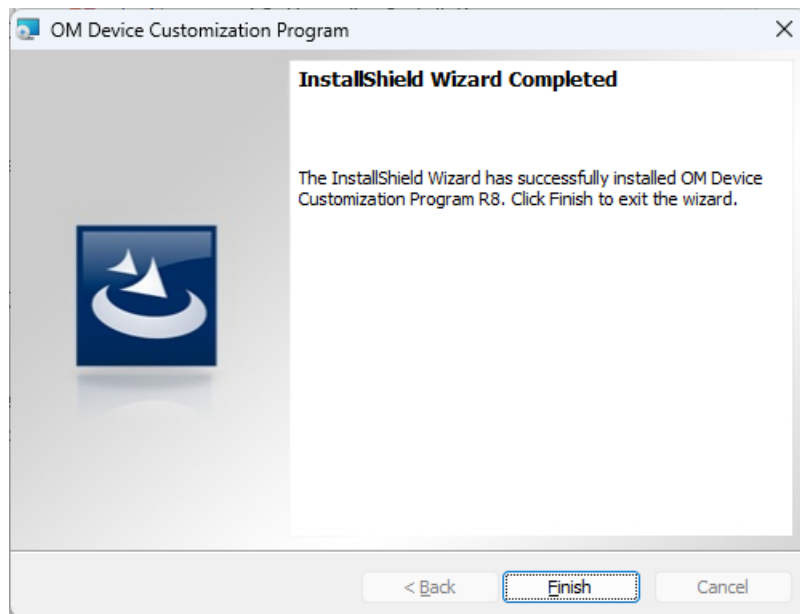 OM Device Customization Program
InstallShield Wizard Completed
The InstallShield Wizard has successfully installed OM Device
Customization Program R8. Click Finish to exit the wizard.
< Back
Finish
Cancel